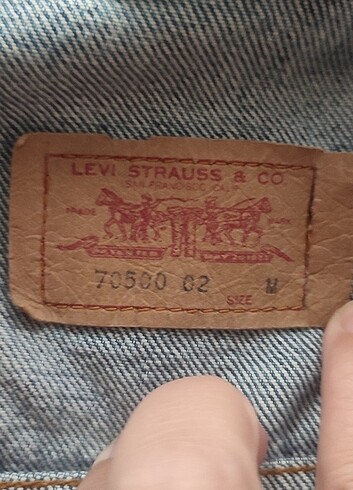 LEVI STRAUSS & CO.
SAN FRANCISCO, CALIF.
TRADE MARK
70500 02
SIZE M